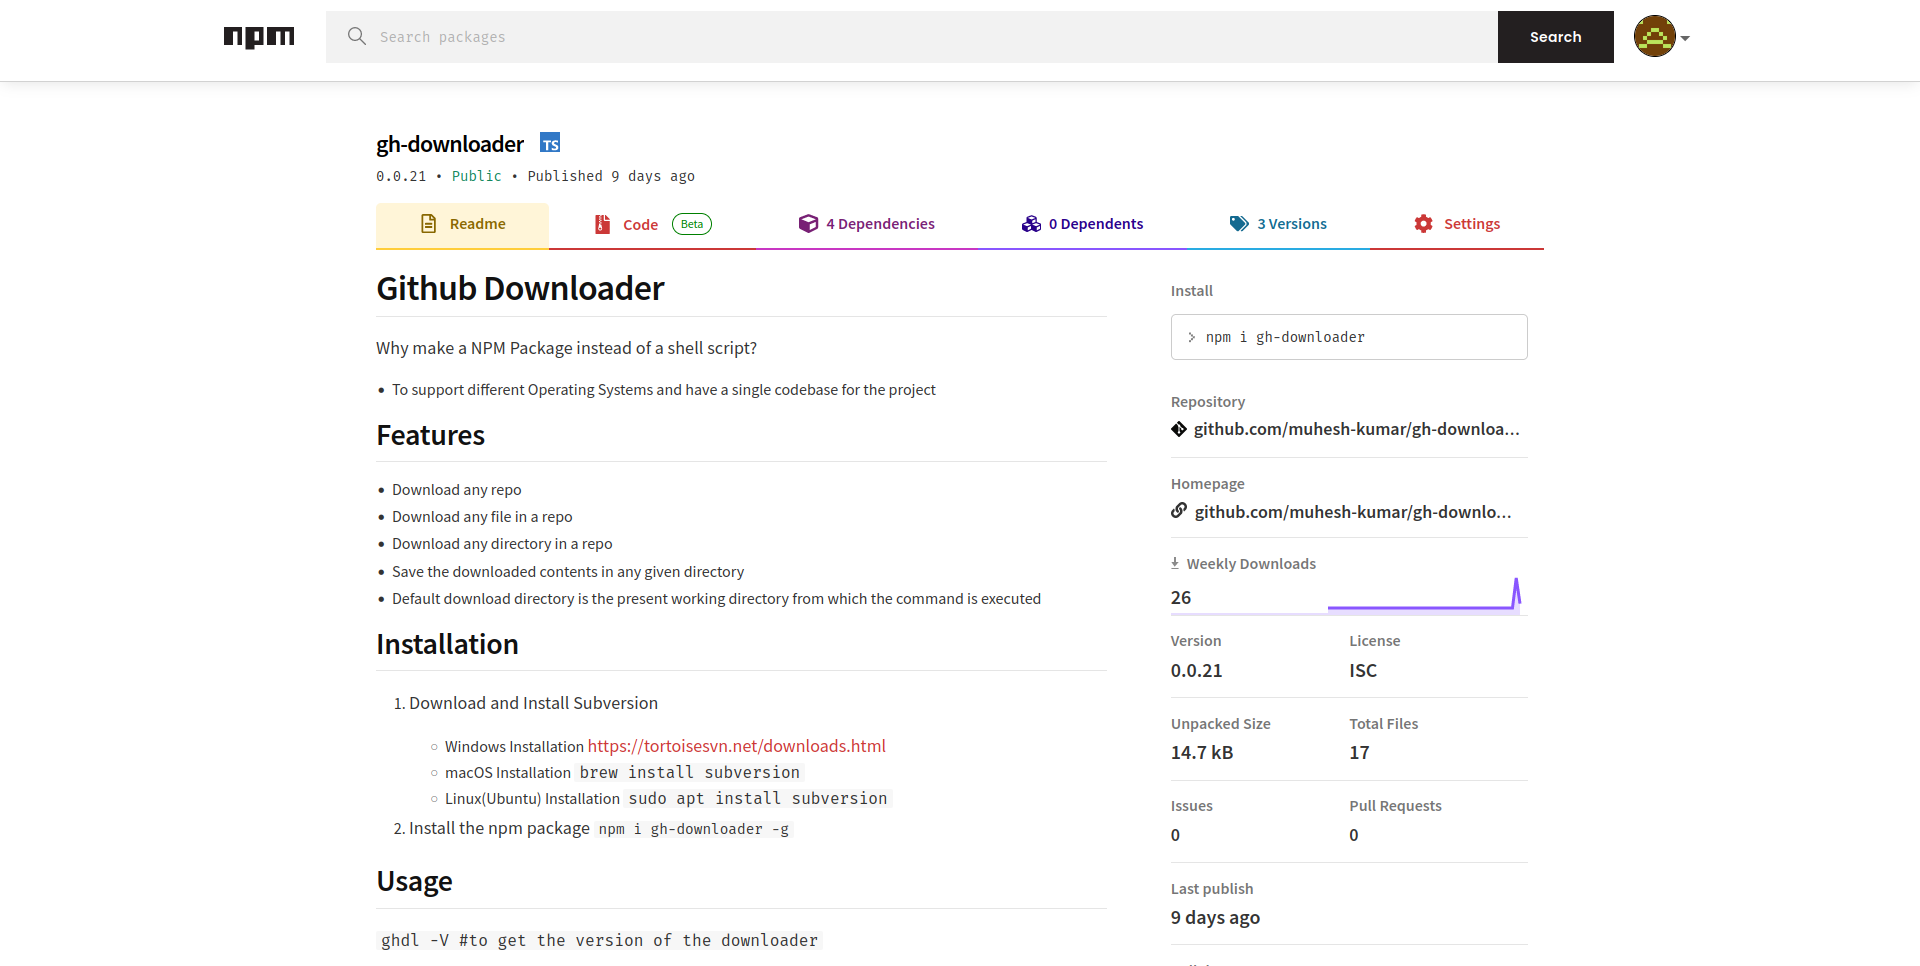 npm
Search packages
Search
gh-downloader TS
0.0.21 • Public • Published 9 days ago
Readme
Code Beta
4 Dependencies
0 Dependents
3 Versions
Settings
Github Downloader
Why make a NPM Package instead of a shell script?
• To support different Operating Systems and have a single codebase for the project
Features
• Download any repo
• Download any file in a repo
• Download any directory in a repo
• Save the downloaded contents in any given directory
• Default download directory is the present working directory from which the command is executed
Installation
1. Download and Install Subversion
○ Windows Installation https://tortoisesvn.net/downloads.html
○ macOS Installation brew install subversion
○ Linux(Ubuntu) Installation sudo apt install subversion
2. Install the npm package npm i gh-downloader -g
Usage
ghdl -V #to get the version of the downloader
Install
> npm i gh-downloader
Repository
github.com/muhesh-kumar/gh-downloa...
Homepage
github.com/muhesh-kumar/gh-downlo...
Weekly Downloads
26
Version License
0.0.21 ISC
Unpacked Size Total Files
14.7 kB 17
Issues Pull Requests
0 0
Last publish
9 days ago